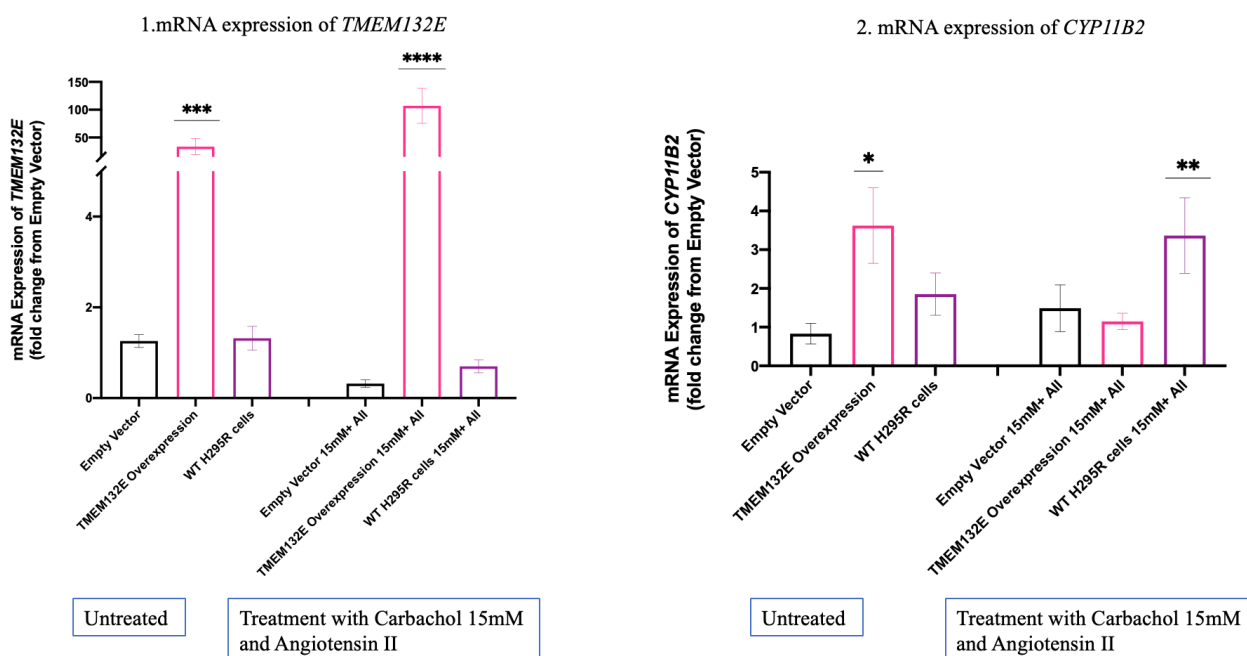 1.mRNA expression of TMEM132E
****
***
mRNA Expression of TMEM132E
(fold change from Empty Vector)
150
100
50
4
2
0
Empty Vector
TMEM132E Overexpression
WT H295R cells
Empty Vector 15mM+ AII
TMEM132E Overexpression 15mM+ AII
WT H295R cells 15mM+ AII
Untreated
Treatment with Carbachol 15mM
and Angiotensin II
2. mRNA expression of CYP11B2
*
**
mRNA Expression of CYP11B2
(fold change from Empty Vector)
5
4
3
2
1
0
Empty Vector
TMEM132E Overexpression
WT H295R cells
Empty Vector 15mM+ AII
TMEM132E Overexpression 15mM+ AII
WT H295R cells 15mM+ AII
Untreated
Treatment with Carbachol 15mM
and Angiotensin II